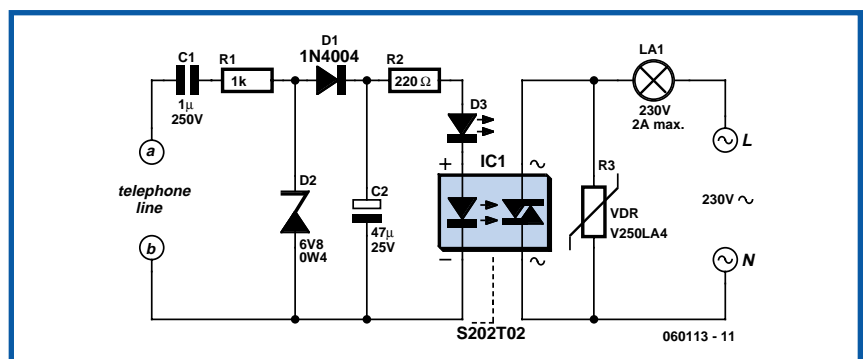 C1
1μ
250V
R1
1k
D1
1N4004
R2
220 Ω
D3
LA1
230V
2A max.
a
telephone
line
b
D2
6V8
0W4
C2
47μ
25V
+
IC1
~
−
~
S202T02
R3
VDR
V250LA4
L
230V ~
N
060113 - 11